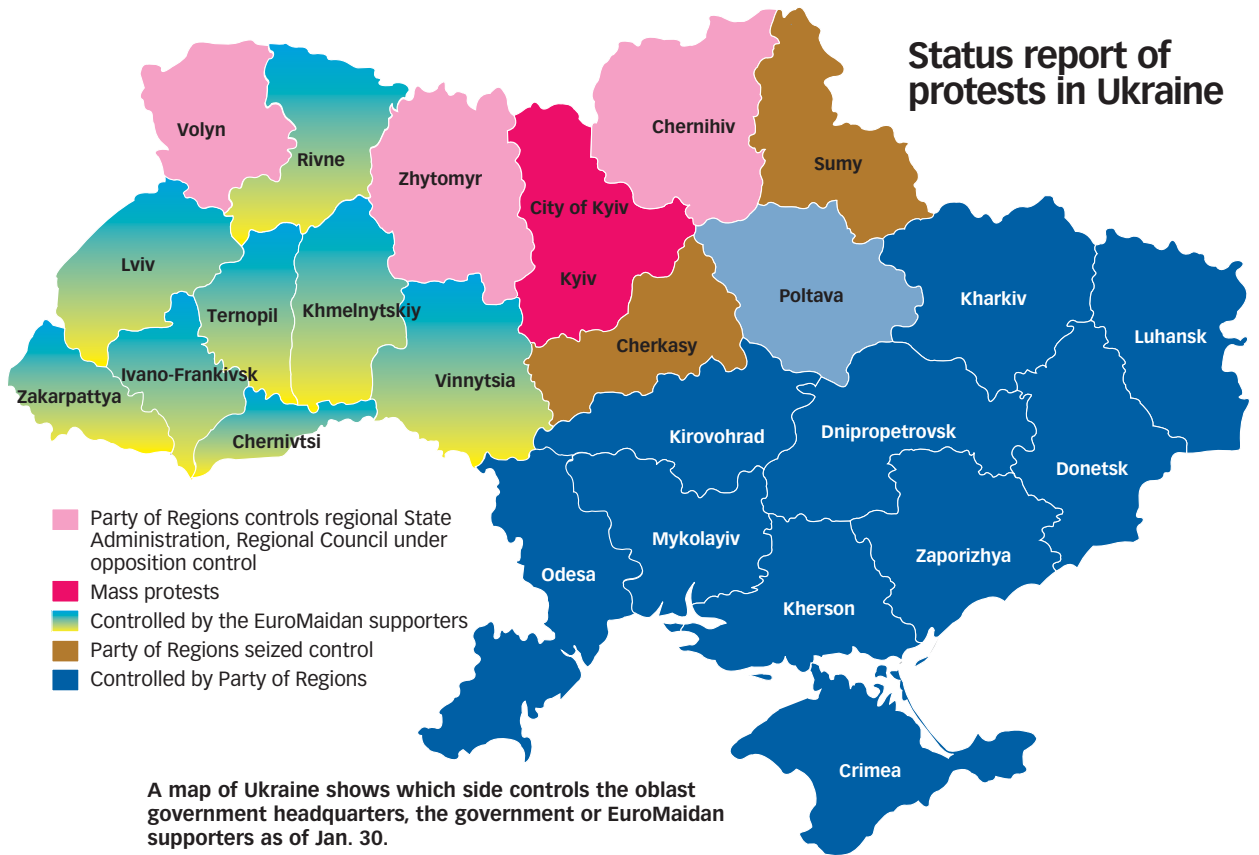 Status report of
protests in Ukraine
Volyn
Rivne
Zhytomyr
Chernihiv
Sumy
City of Kyiv
Kyiv
Lviv
Ternopil
Khmelnytskiy
Poltava
Kharkiv
Luhansk
Cherkasy
Ivano-Frankivsk
Zakarpattya
Vinnytsia
Chernivtsi
Kirovohrad
Dnipropetrovsk
Donetsk
Mykolayiv
Zaporizhya
Odesa
Kherson
Crimea
Party of Regions controls regional State
Administration, Regional Council under
opposition control
Mass protests
Controlled by the EuroMaidan supporters
Party of Regions seized control
Controlled by Party of Regions
A map of Ukraine shows which side controls the oblast
government headquarters, the government or EuroMaidan
supporters as of Jan. 30.